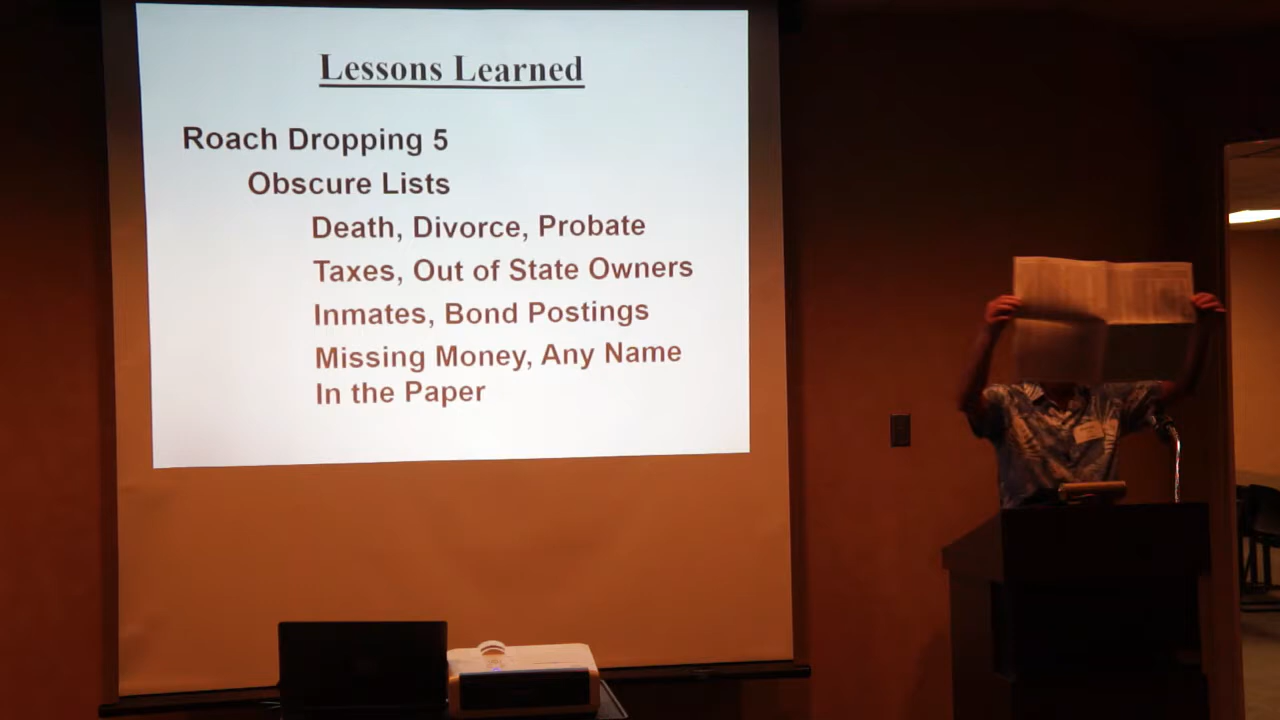 Lessons Learned
Roach Dropping 5
Obscure Lists
Death, Divorce, Probate
Taxes, Out of State Owners
Inmates, Bond Postings
Missing Money, Any Name
In the Paper